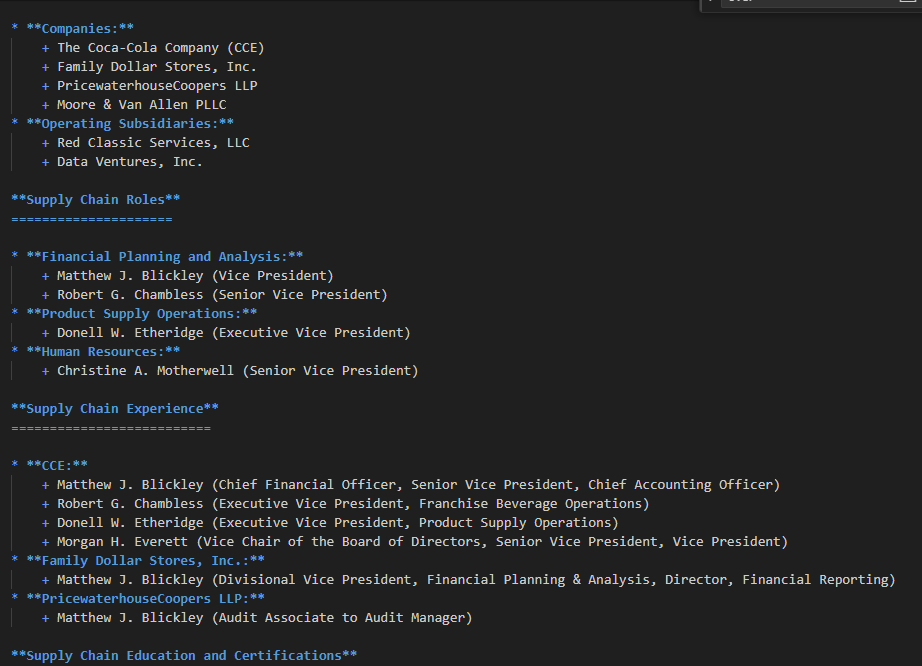 * **Companies:**
+ The Coca-Cola Company (CCE)
+ Family Dollar Stores, Inc.
+ PricewaterhouseCoopers LLP
+ Moore & Van Allen PLLC
* **Operating Subsidiaries:**
+ Red Classic Services, LLC
+ Data Ventures, Inc.
**Supply Chain Roles**
=====================
* **Financial Planning and Analysis:**
+ Matthew J. Blickley (Vice President)
+ Robert G. Chambless (Senior Vice President)
* **Product Supply Operations:**
+ Donell W. Etheridge (Executive Vice President)
* **Human Resources:**
+ Christine A. Motherwell (Senior Vice President)
**Supply Chain Experience**
==========================
* **CCE:**
+ Matthew J. Blickley (Chief Financial Officer, Senior Vice President, Chief Accounting Officer)
+ Robert G. Chambless (Executive Vice President, Franchise Beverage Operations)
+ Donell W. Etheridge (Executive Vice President, Product Supply Operations)
+ Morgan H. Everett (Vice Chair of the Board of Directors, Senior Vice President, Vice President)
* **Family Dollar Stores, Inc.:**
+ Matthew J. Blickley (Divisional Vice President, Financial Planning & Analysis, Director, Financial Reporting)
* **PricewaterhouseCoopers LLP:**
+ Matthew J. Blickley (Audit Associate to Audit Manager)
**Supply Chain Education and Certifications**